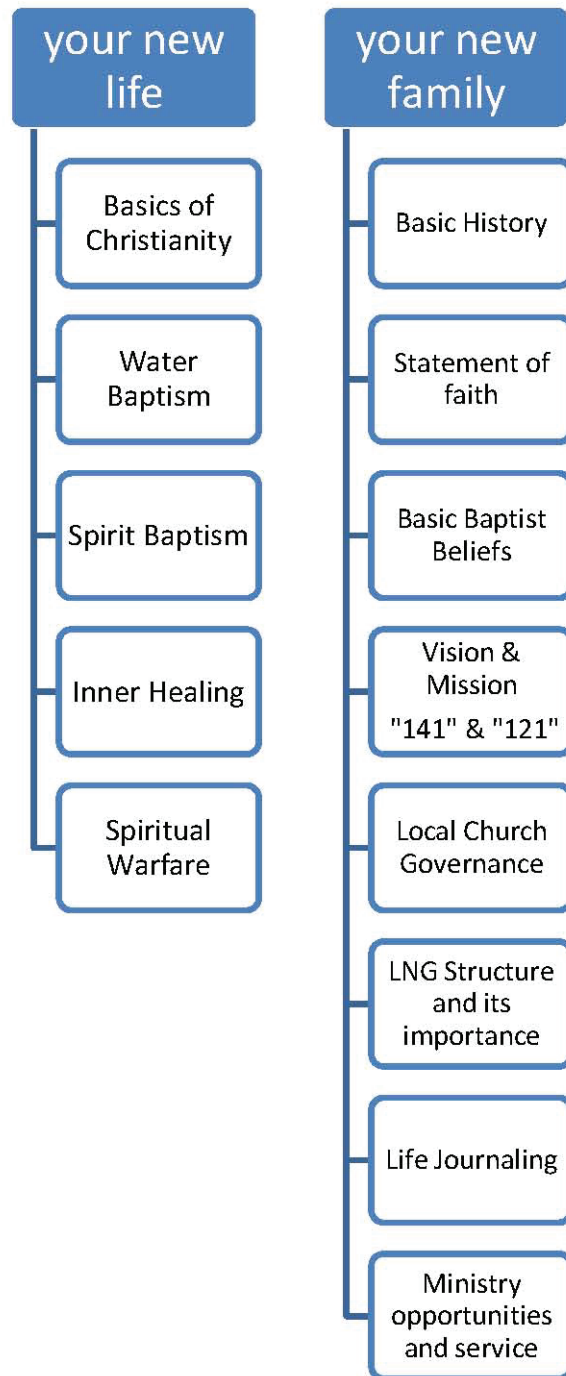 your new
life
Basics of
Christianity
Water
Baptism
Spirit Baptism
Inner Healing
Spiritual
Warfare
your new
family
Basic History
Statement of
faith
Basic Baptist
Beliefs
Vision &
Mission
"141" & "121"
Local Church
Governance
LNG Structure
and its
importance
Life Journaling
Ministry
opportunities
and service